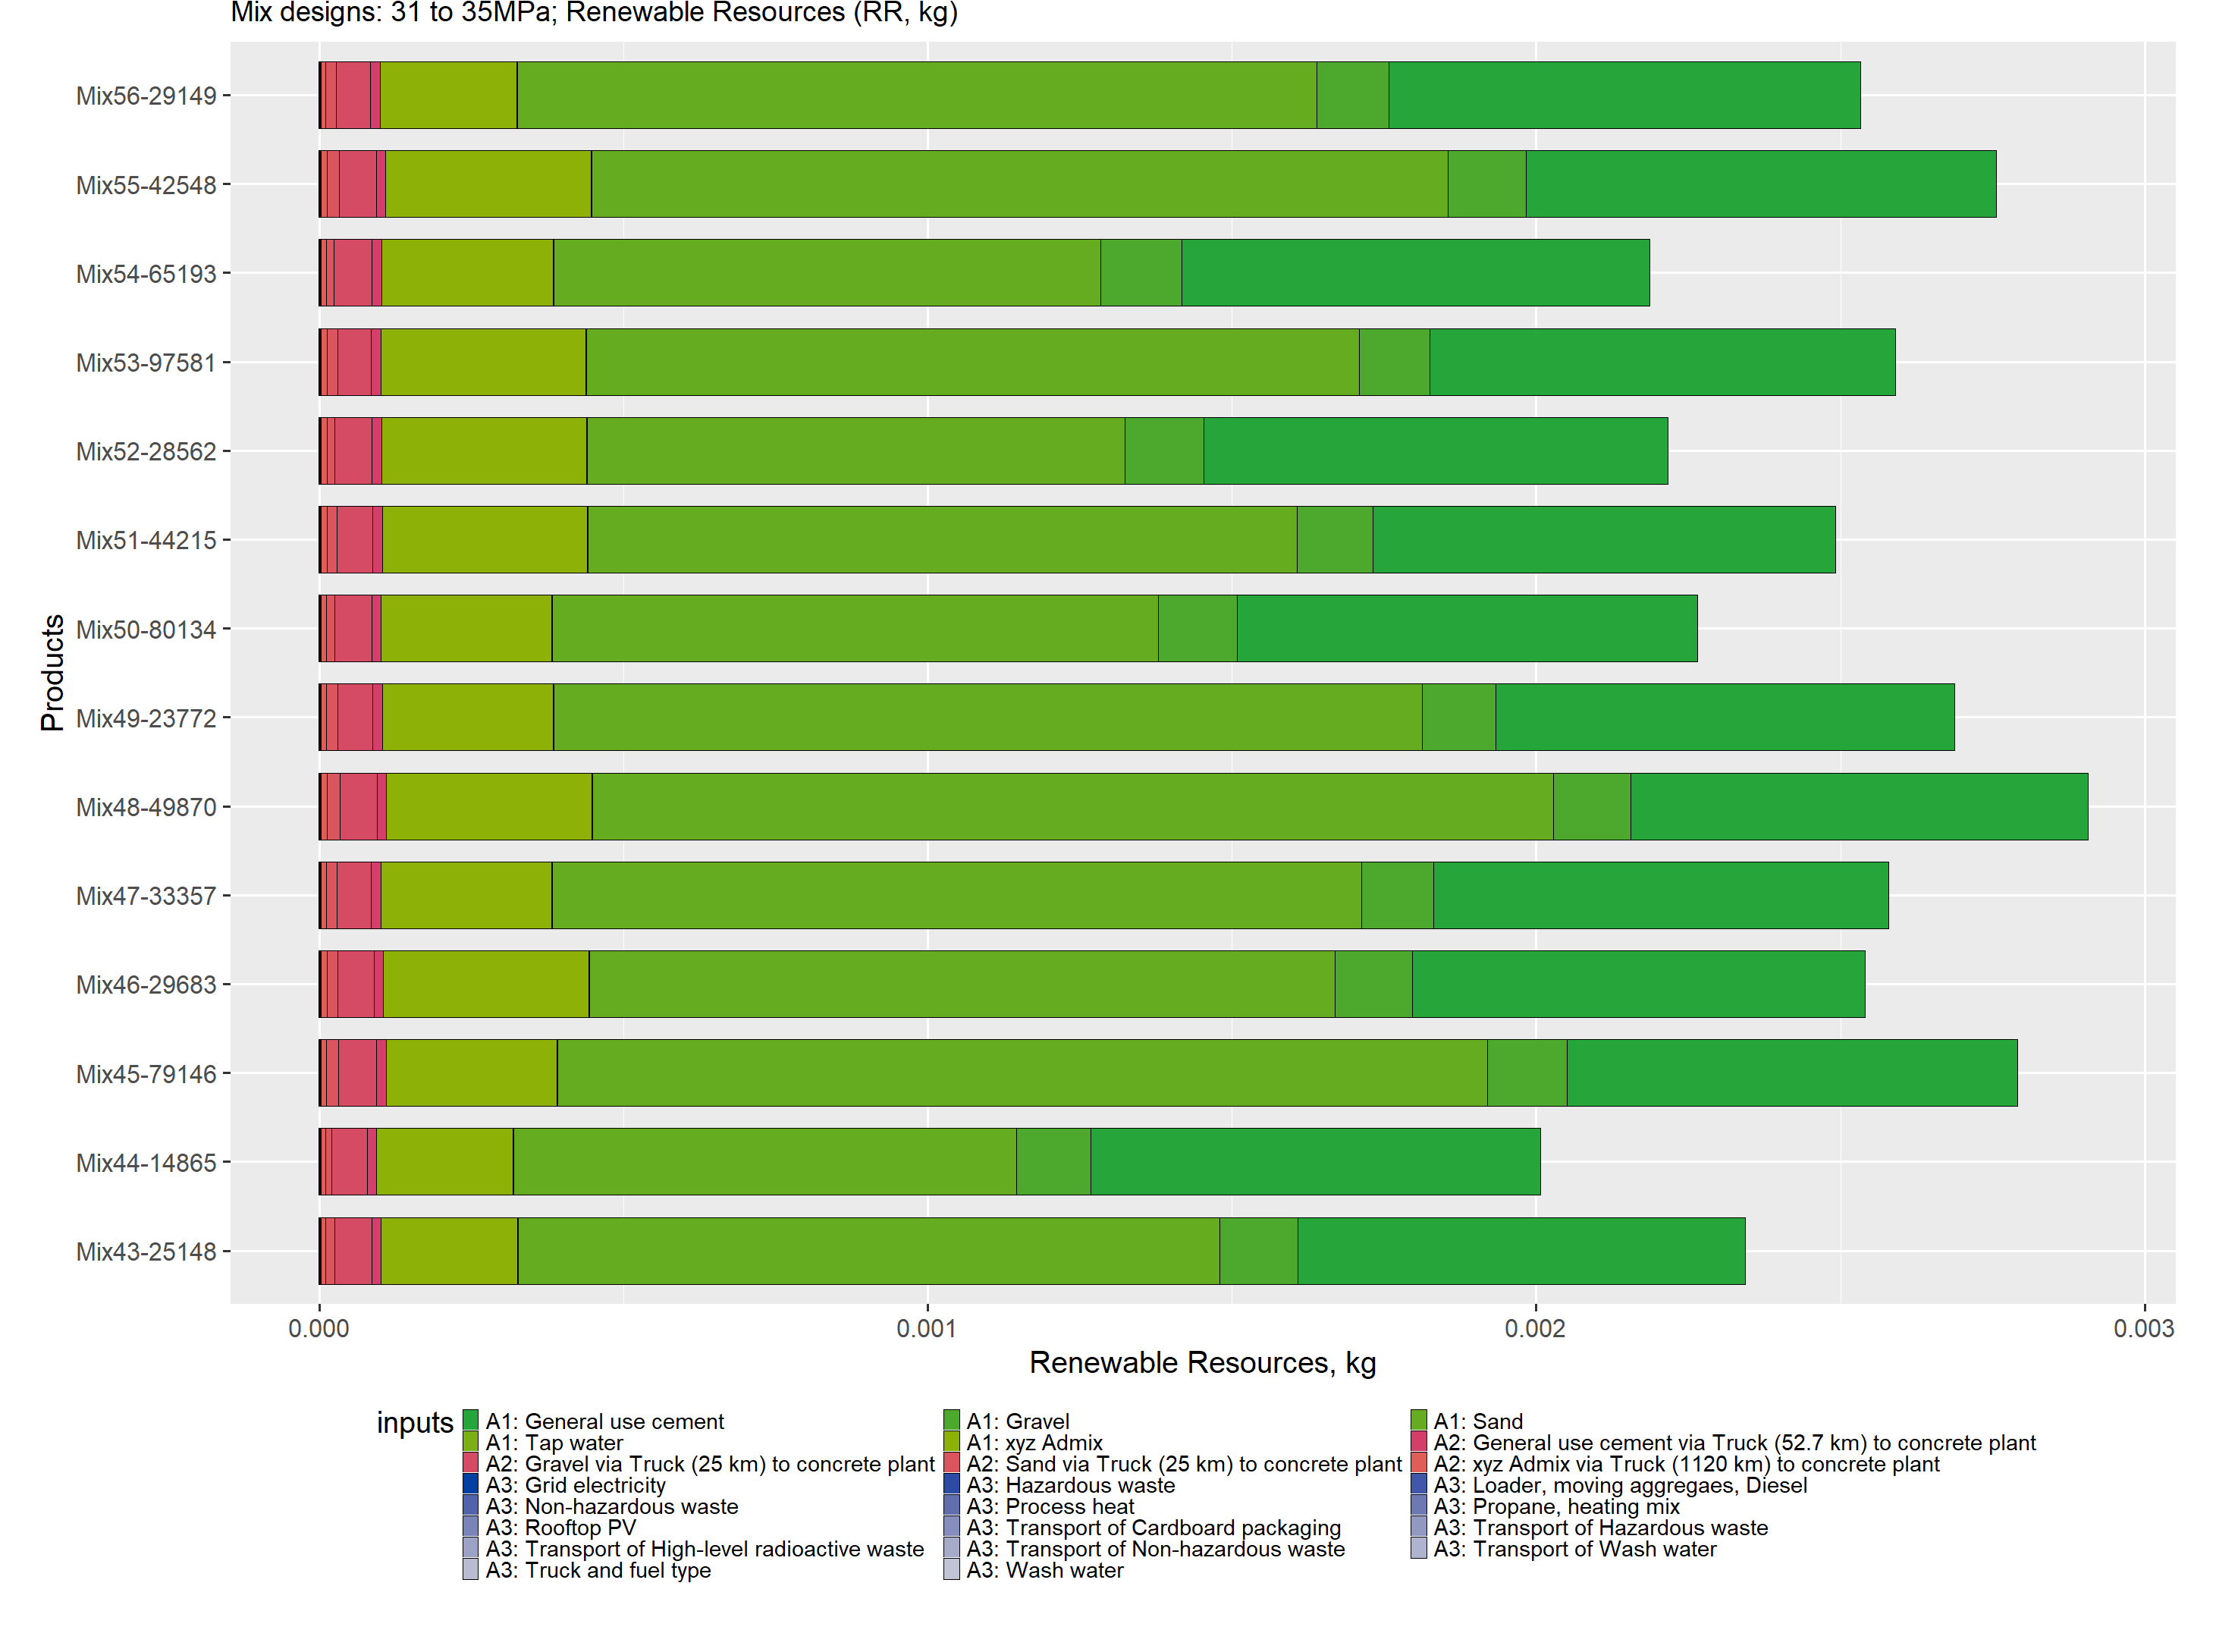 Mix designs: 31 to 35MPa; Renewable Resources (RR, kg)
Mix56-29149
Mix55-42548
Mix54-65193
Mix53-97581
Mix52-28562
Mix51-44215
Mix50-80134
Mix49-23772
Mix48-49870
Mix47-33357
Mix46-29683
Mix45-79146
Mix44-14865
Mix43-25148
Products
0.000 0.001 0.002 0.003
Renewable Resources, kg
inputs
A1: General use cement A1: Gravel A1: Sand
A1: Tap water A1: xyz Admix A2: General use cement via Truck (52.7 km) to concrete plant
A2: Gravel via Truck (25 km) to concrete plant A2: Sand via Truck (25 km) to concrete plant A2: xyz Admix via Truck (1120 km) to concrete plant
A3: Grid electricity A3: Hazardous waste A3: Loader, moving aggregaes, Diesel
A3: Non-hazardous waste A3: Process heat A3: Propane, heating mix
A3: Rooftop PV A3: Transport of Cardboard packaging A3: Transport of Hazardous waste
A3: Transport of High-level radioactive waste A3: Transport of Non-hazardous waste A3: Transport of Wash water
A3: Truck and fuel type A3: Wash water